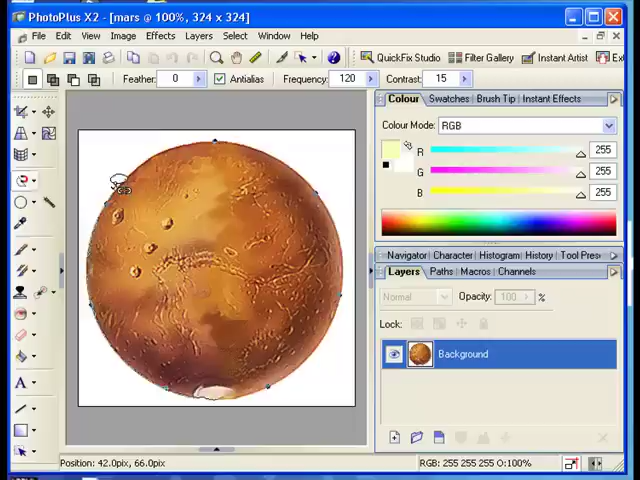 PhotoPlus X2 - [mars @ 100%, 324 x 324]
File Edit View Image Effects Layers Select Window Help
QuickFix Studio Filter Gallery Instant Artist Ext
Feather: 0 Antialias Frequency: 120 Contrast: 15
Colour Swatches Brush Tip Instant Effects
Colour Mode: RGB
R 255
G 255
B 255
Navigator Character Histogram History Tool Pres
Layers Paths Macros Channels
Normal Opacity: 100 %
Lock:
Background
A
Position: 42.0pix, 66.0pix
RGB: 255 255 255 O:100%